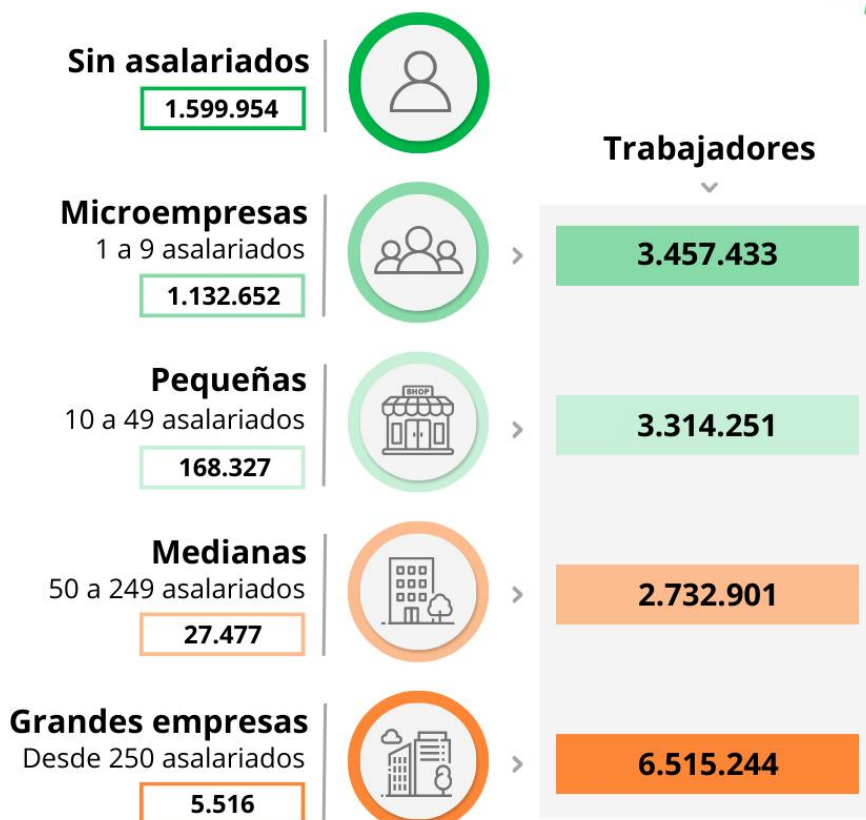 Sin asalariados
1.599.954
Trabajadores
Microempresas
1 a 9 asalariados
1.132.652
3.457.433
Pequeñas
10 a 49 asalariados
168.327
SHOP
3.314.251
Medianas
50 a 249 asalariados
27.477
2.732.901
Grandes empresas
Desde 250 asalariados
5.516
6.515.244